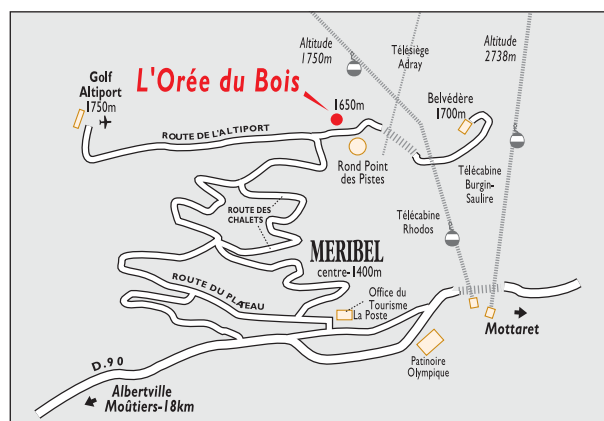 Altitude
1750m
Télésiège
Adray
Altitude
2738m
Golf
Altiport
1750m
L'Orée du Bois
1650m
Belvédère
1700m
ROUTE DE L'ALTIPORT
Rond Point
des Pistes
Télécabine
Burgin-
Saulire
ROUTE DES
CHALETS
Télécabine
Rhodos
MERIBEL
centre-1400m
ROUTE DU PLATEAU
Office du
Tourisme
La Poste
Mottaret
Patinoire
Olympique
D.90
Albertville
Moûtiers-18km